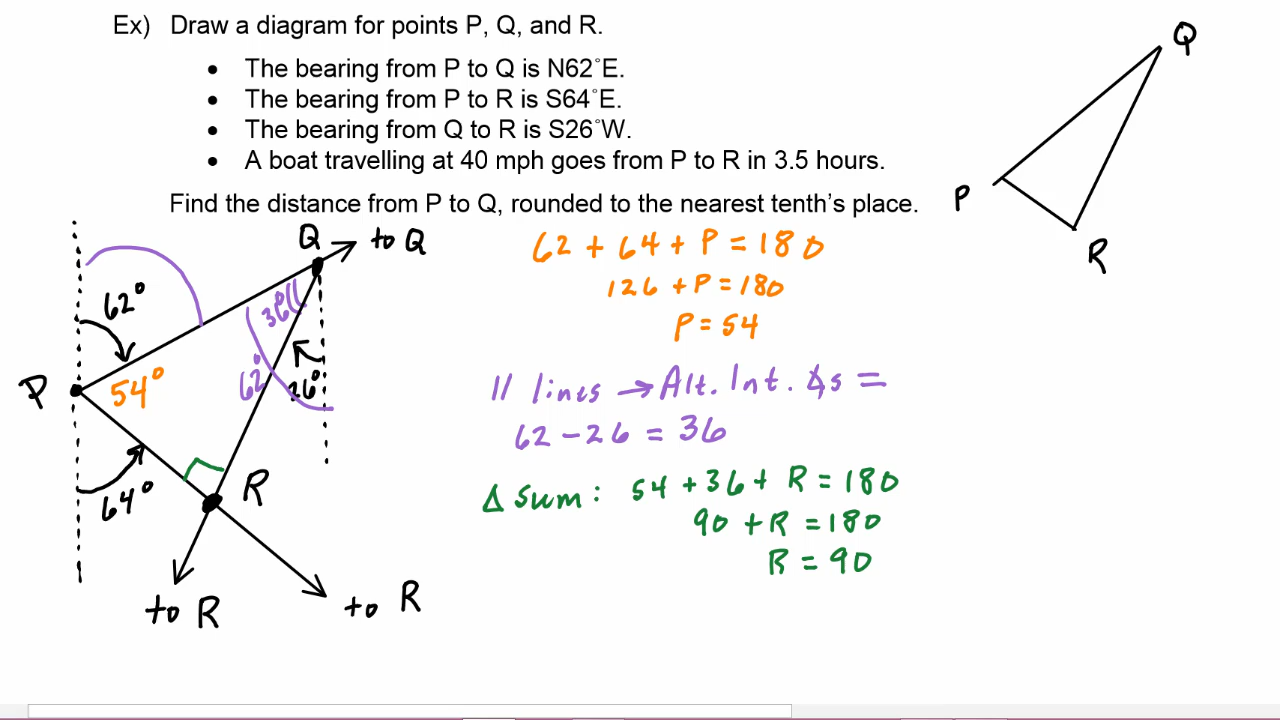 Ex) Draw a diagram for points P, Q, and R.
• The bearing from P to Q is N62°E.
• The bearing from P to R is S64°E.
• The bearing from Q to R is S26°W.
• A boat travelling at 40 mph goes from P to R in 3.5 hours.
Find the distance from P to Q, rounded to the nearest tenth's place.
Q
P
R
Q to Q
62°
36°
P 54°
62° 26°
64°
R
to R
to R
62 + 64 + P = 180
126 + P = 180
P = 54
// lines → Alt. Int. ∡s =
62 - 26 = 36
Δ sum: 54 + 36 + R = 180
90 + R = 180
R = 90